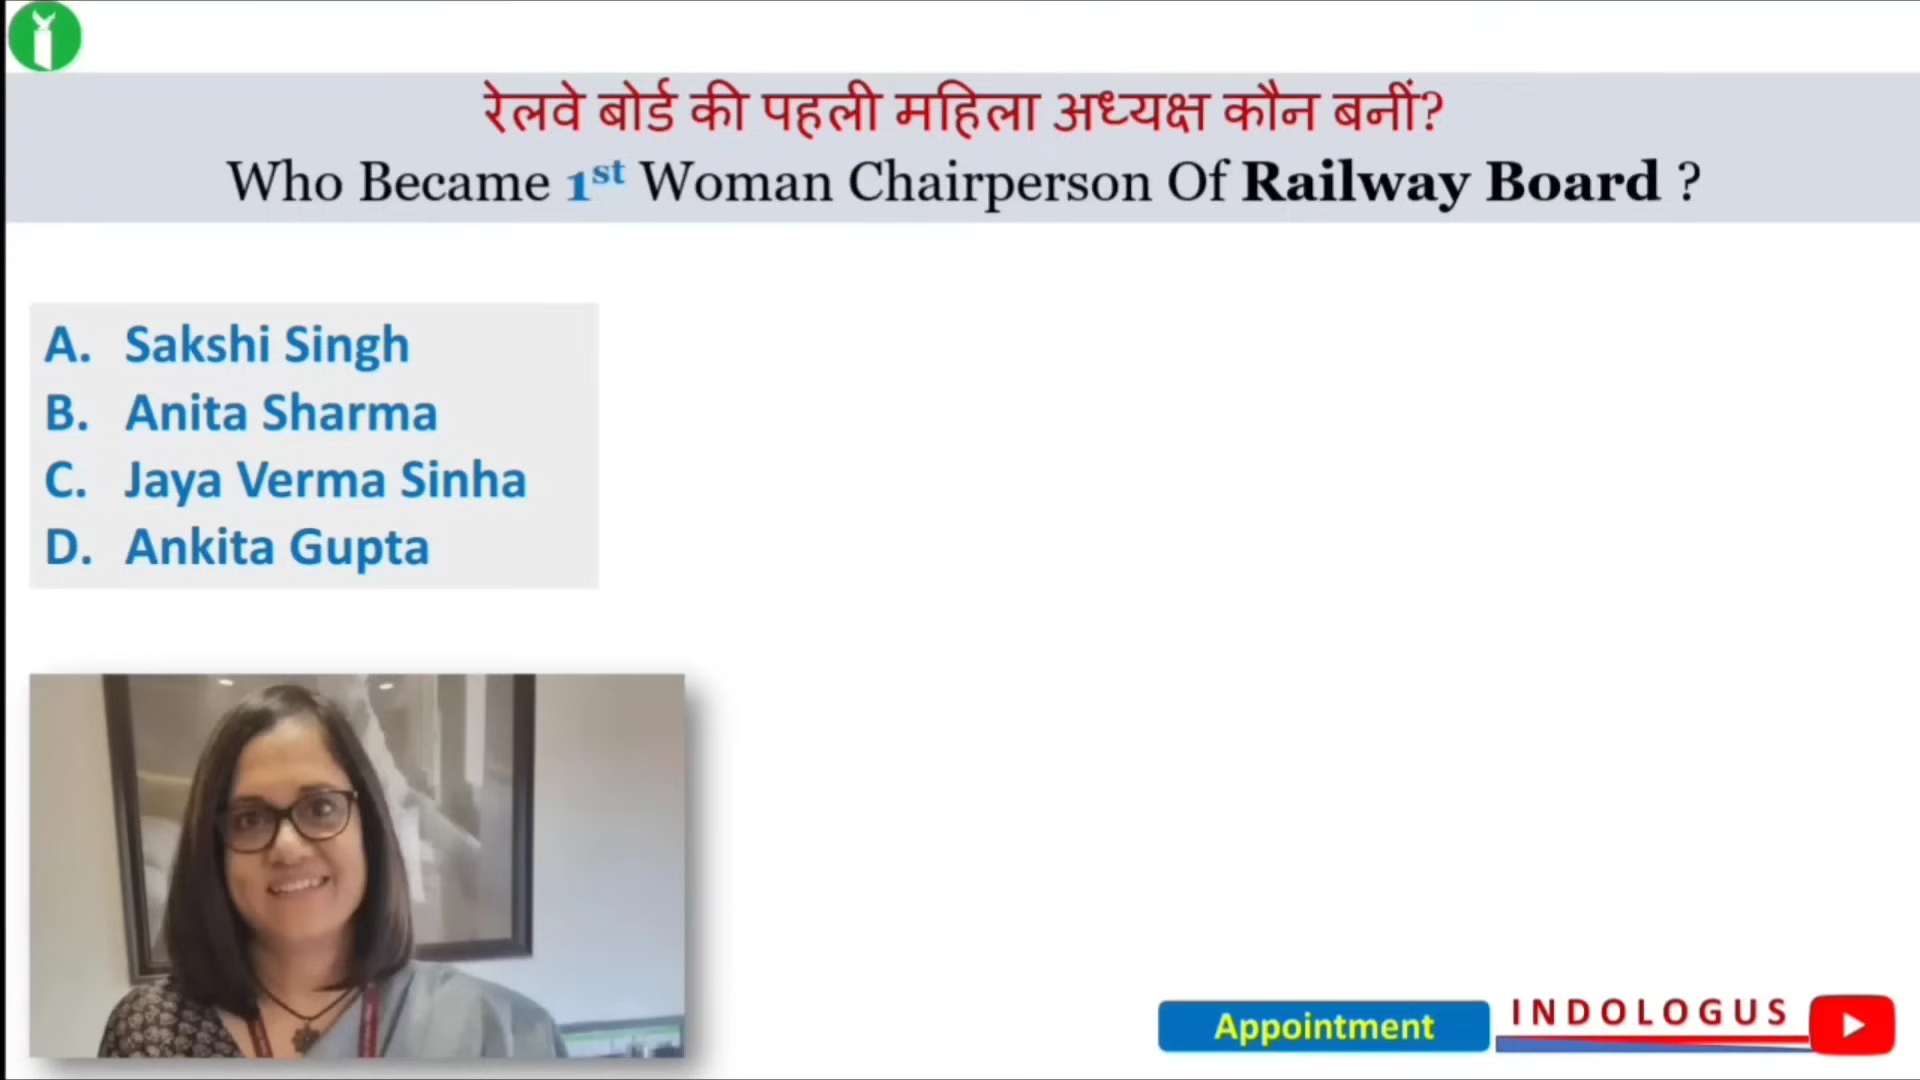 रेलवे बोर्ड की पहली महिला अध्यक्ष कौन बनीं?
Who Became 1st Woman Chairperson Of Railway Board ?
A. Sakshi Singh
B. Anita Sharma
C. Jaya Verma Sinha
D. Ankita Gupta
Appointment
INDOLOGUS